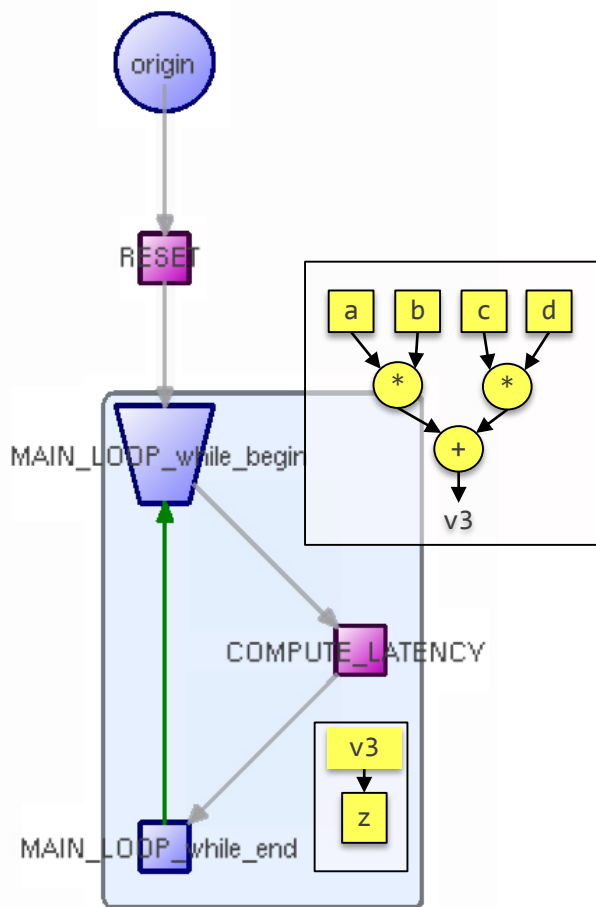 origin
RESET
a b c d
* *
MAIN_LOOP_while_begin
+
v3
COMPUTE_LATENCY
v3
z
MAIN_LOOP_while_end